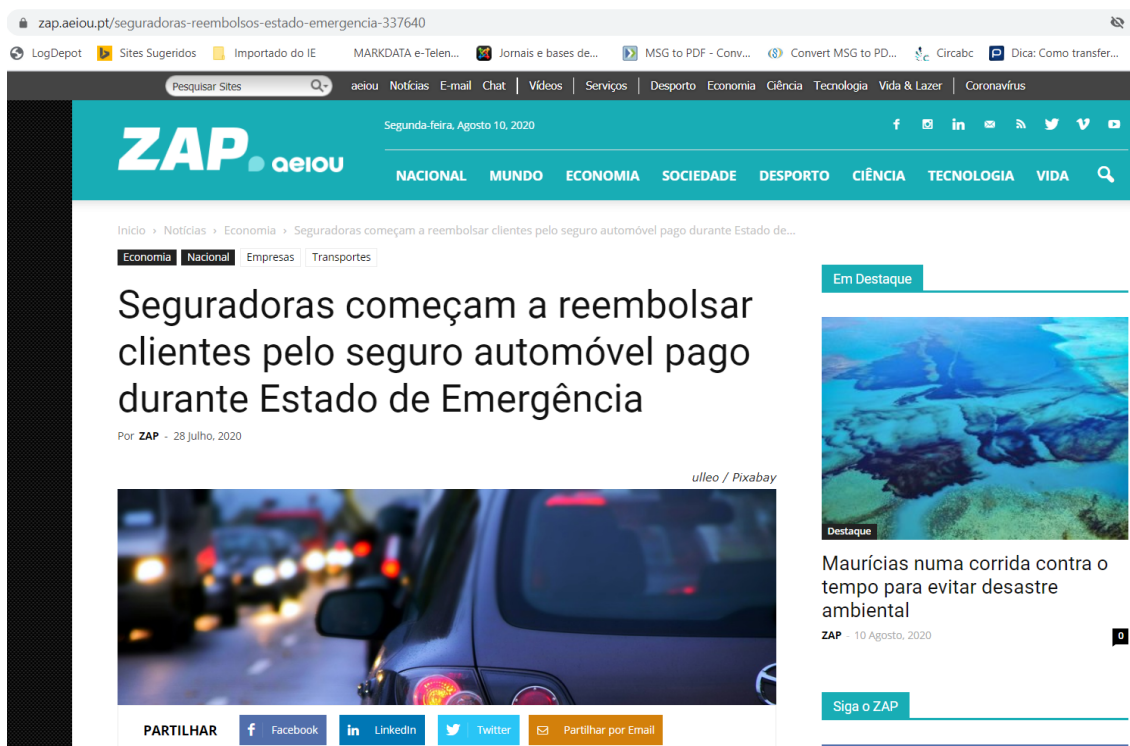 zap.aeiou.pt/seguradoras-reembolsos-estado-emergencia-337640
LogDepot Sites Sugeridos Importado do IE MARKDATA e-Telen... Jornais e bases de... MSG to PDF - Conv... Convert MSG to PD... Circabc Dica: Como transfer...
Pesquisar Sites aeiou Notícias E-mail Chat Vídeos Serviços Desporto Economia Ciência Tecnologia Vida & Lazer Coronavírus
ZAP aeiou
Segunda-feira, Agosto 10, 2020
NACIONAL MUNDO ECONOMIA SOCIEDADE DESPORTO CIÊNCIA TECNOLOGIA VIDA
Inicio › Notícias › Economia › Seguradoras começam a reembolsar clientes pelo seguro automóvel pago durante Estado de...
Economia Nacional Empresas Transportes
Seguradoras começam a reembolsar
clientes pelo seguro automóvel pago
durante Estado de Emergência
Por ZAP - 28 Julho, 2020
ulleo / Pixabay
PARTILHAR Facebook LinkedIn Twitter Partilhar por Email
Em Destaque
Destaque
Maurícias numa corrida contra o
tempo para evitar desastre
ambiental
ZAP - 10 Agosto, 2020 0
Siga o ZAP